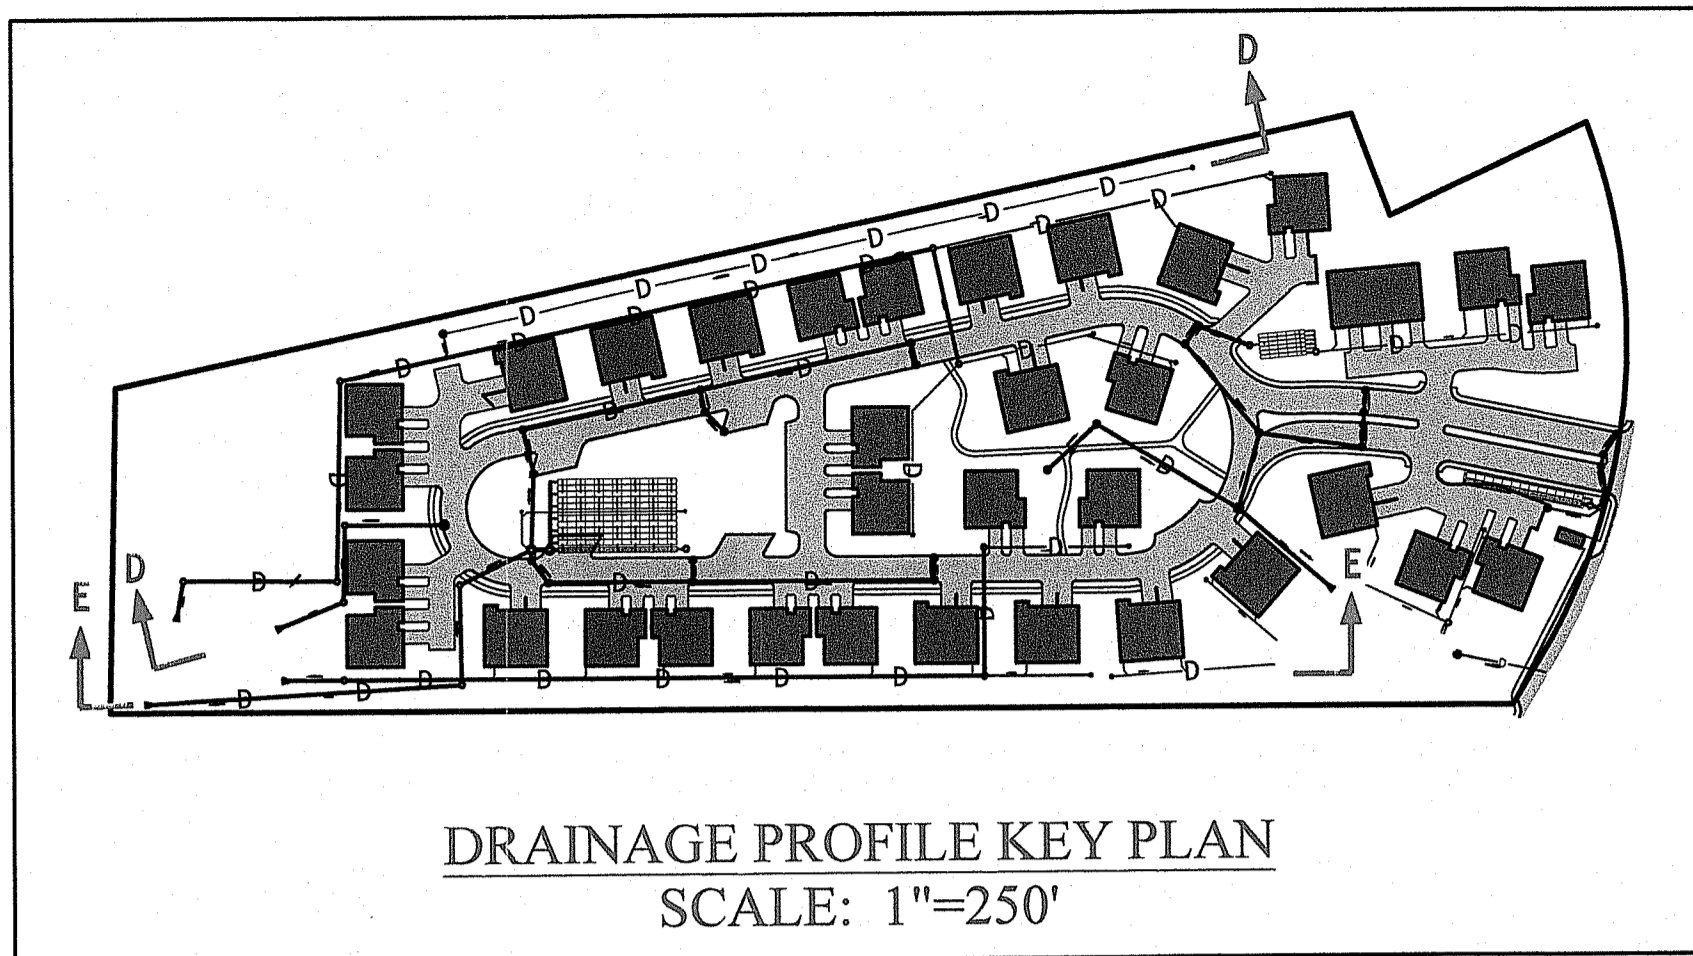 D
D D D D D D D D
D D D D D D
D D D D
D D D D
D D D
D D D
E D D D D D E
D D D D D D D D D
DRAINAGE PROFILE KEY PLAN
SCALE: 1"=250'